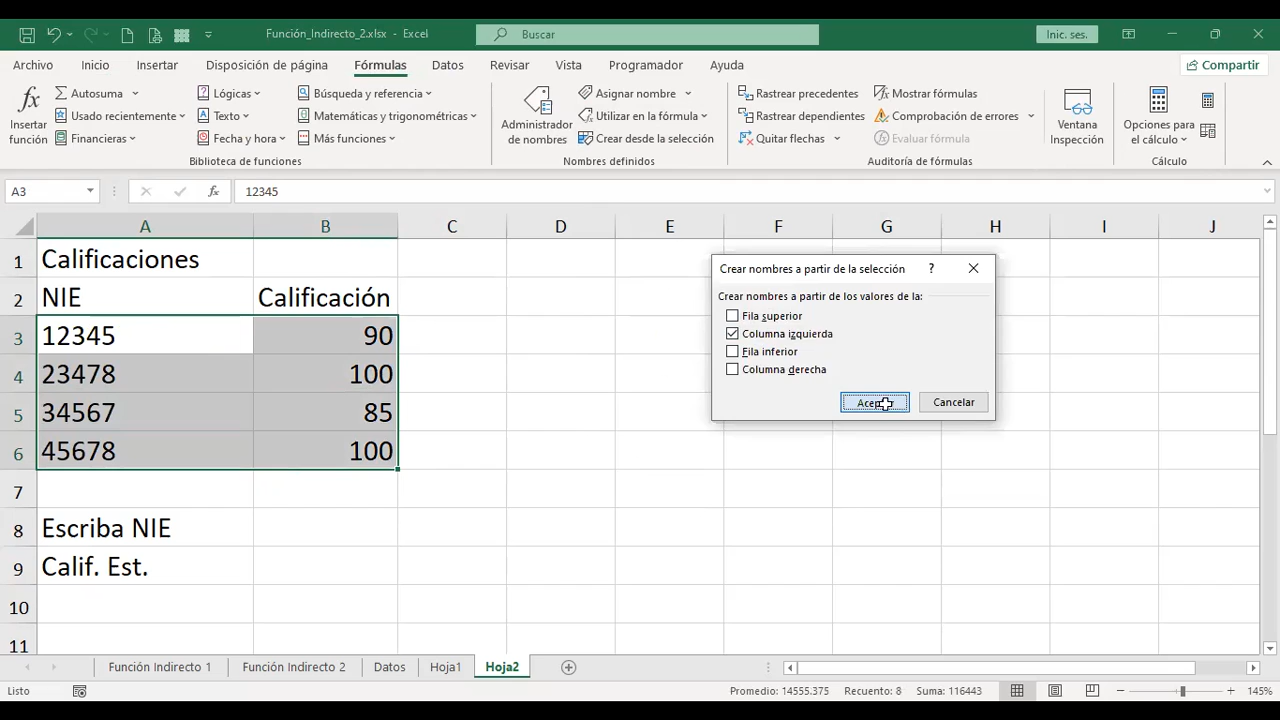 Función_Indirecto_2.xlsx - Excel
Buscar
Inic. ses.
Archivo Inicio Insertar Disposición de página Fórmulas Datos Revisar Vista Programador Ayuda
Compartir
fx Insertar función
Autosuma
Usado recientemente
Financieras
Lógicas
Texto
Fecha y hora
Búsqueda y referencia
Matemáticas y trigonométricas
Más funciones
Biblioteca de funciones
Administrador de nombres
Asignar nombre
Utilizar en la fórmula
Crear desde la selección
Nombres definidos
Rastrear precedentes
Rastrear dependientes
Quitar flechas
Mostrar fórmulas
Comprobación de errores
Evaluar fórmula
Auditoría de fórmulas
Ventana Inspección
Opciones para el cálculo
Cálculo
A3 fx 12345
A B C D E F G H I J
1 Calificaciones
2 NIE Calificación
3 12345 90
4 23478 100
5 34567 85
6 45678 100
7
8 Escriba NIE
9 Calif. Est.
10
11
Crear nombres a partir de la selección ?
Crear nombres a partir de los valores de la:
Fila superior
Columna izquierda
Fila inferior
Columna derecha
Cancelar
Función Indirecto 1 Función Indirecto 2 Datos Hoja1 Hoja2
Listo Promedio: 14555.375 Recuento: 8 Suma: 116443 145%